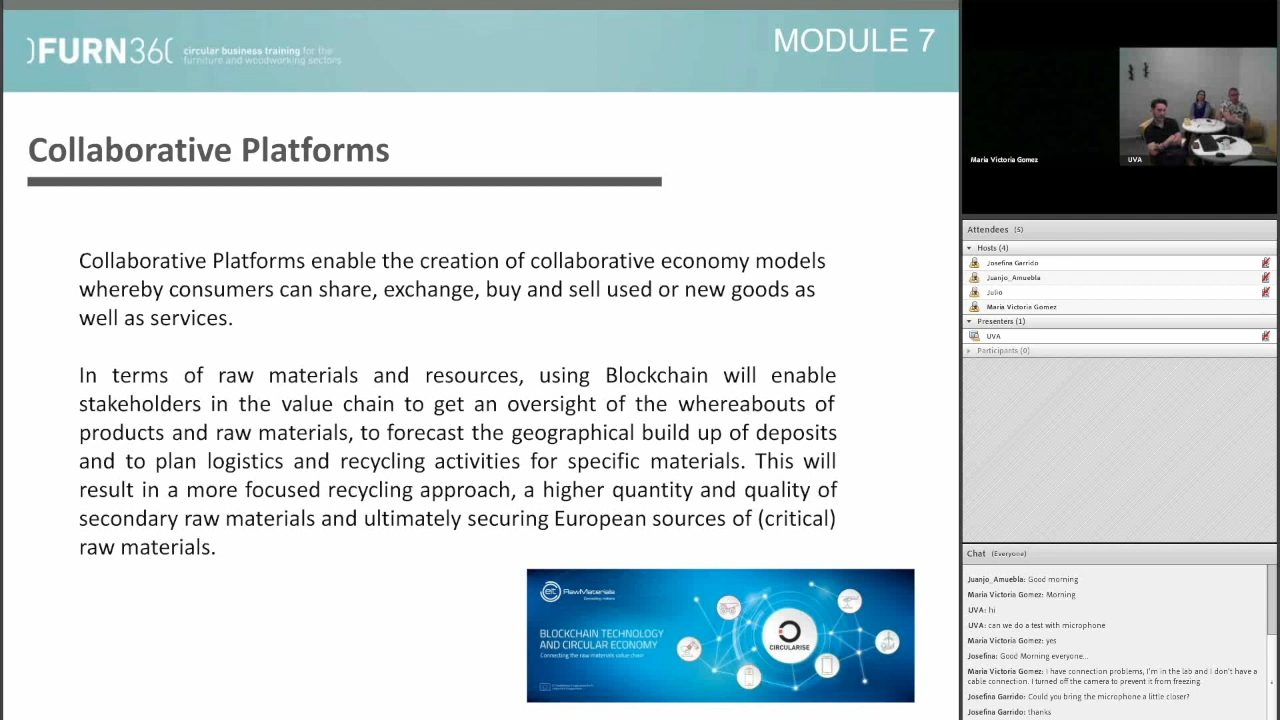 FURN36
circular business training for the
furniture and woodworking sectors
MODULE 7
Collaborative Platforms
Collaborative Platforms enable the creation of collaborative economy models
whereby consumers can share, exchange, buy and sell used or new goods as
well as services.
In terms of raw materials and resources, using Blockchain will enable
stakeholders in the value chain to get an oversight of the whereabouts of
products and raw materials, to forecast the geographical build up of deposits
and to plan logistics and recycling activities for specific materials. This will
result in a more focused recycling approach, a higher quantity and quality of
secondary raw materials and ultimately securing European sources of (critical)
raw materials.
eit RawMaterials
BLOCKCHAIN TECHNOLOGY
AND CIRCULAR ECONOMY
Connecting the raw materials value chain
CIRCULARISE
Maria Victoria Gomez
UVA
Attendees (5)
Hosts (4)
Josefina Garrido
Juanjo_Amuebla
Julio
Maria Victoria Gomez
Presenters (1)
UVA
Participants (0)
Chat (Everyone)
Juanjo_Amuebla: Good morning
Maria Victoria Gomez: Morning
UVA: hi
UVA: can we do a test with microphone
Maria Victoria Gomez: yes
Josefina: Good Morning everyone...
Maria Victoria Gomez: I have connection problems, I'm in the lab and I don't have a
cable connection. I turned off the camera to prevent it from freezing.
Josefina Garrido: Could you bring the microphone a little closer?
Josefina Garrido: thanks